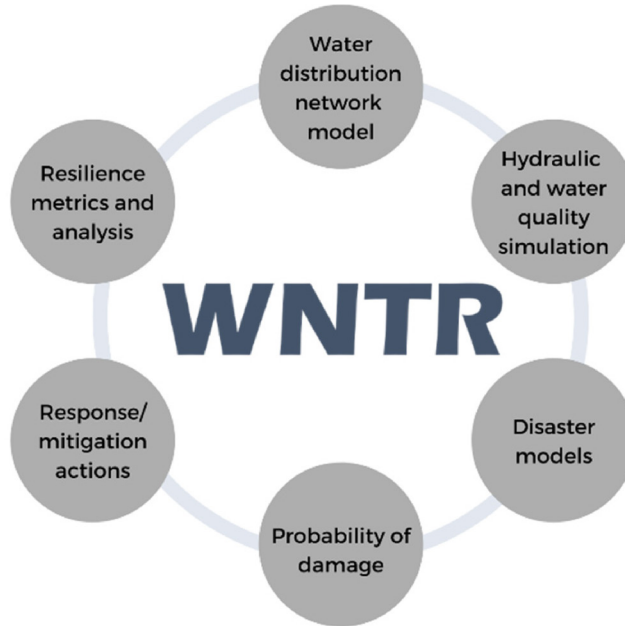 Water
distribution
network
model
Hydraulic
and water
quality
simulation
Disaster
models
Probability of
damage
Response/
mitigation
actions
Resilience
metrics and
analysis
WNTR